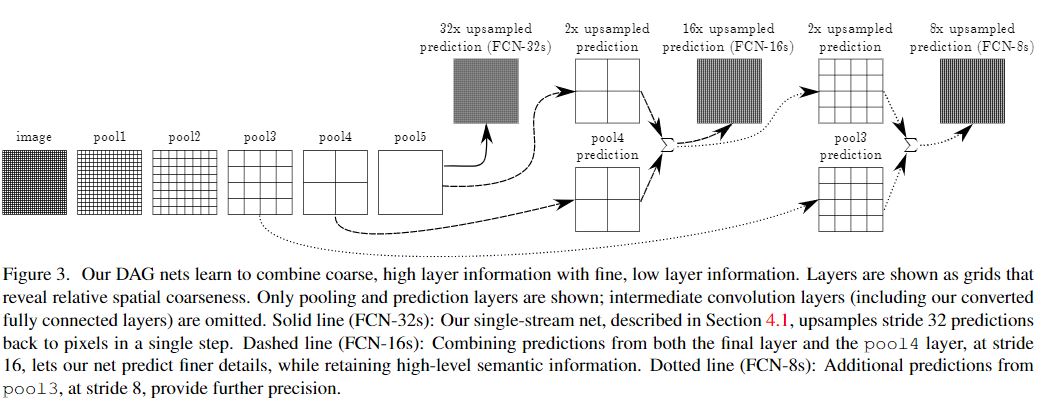 32x upsampled
prediction (FCN-32s)
2x upsampled
prediction
16x upsampled
prediction (FCN-16s)
2x upsampled
prediction
8x upsampled
prediction (FCN-8s)
image
pool1
pool2
pool3
pool4
pool5
pool4
prediction
Σ
pool3
prediction
Σ
Figure 3. Our DAG nets learn to combine coarse, high layer information with fine, low layer information. Layers are shown as grids that
reveal relative spatial coarseness. Only pooling and prediction layers are shown; intermediate convolution layers (including our converted
fully connected layers) are omitted. Solid line (FCN-32s): Our single-stream net, described in Section 4.1, upsamples stride 32 predictions
back to pixels in a single step. Dashed line (FCN-16s): Combining predictions from both the final layer and the pool4 layer, at stride
16, lets our net predict finer details, while retaining high-level semantic information. Dotted line (FCN-8s): Additional predictions from
pool3, at stride 8, provide further precision.